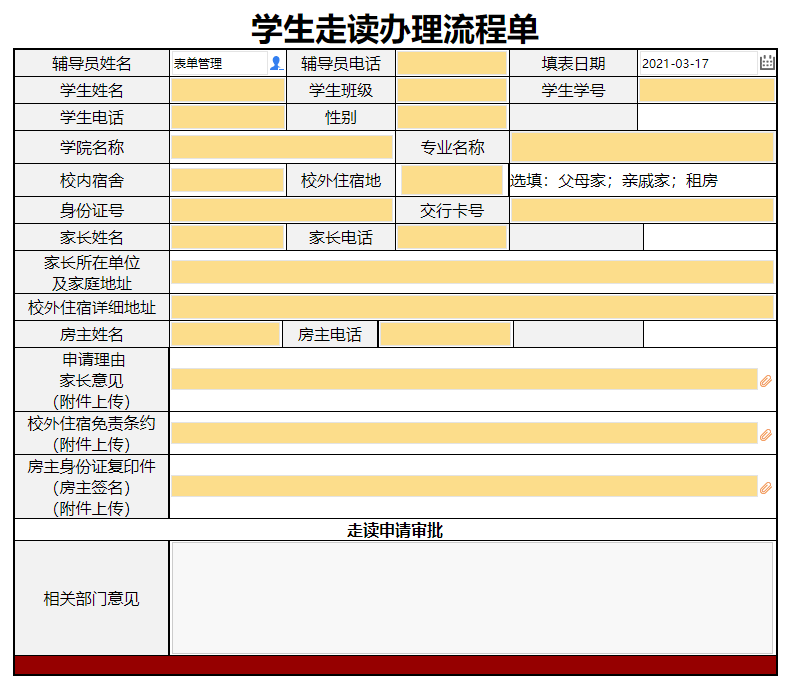 学生走读办理流程单
辅导员姓名 表单管理 辅导员电话 填表日期 2021-03-17
学生姓名 学生班级 学生学号
学生电话 性别
学院名称 专业名称
校内宿舍 校外住宿地 选填：父母家；亲戚家；租房
身份证号 交行卡号
家长姓名 家长电话
家长所在单位
及家庭地址
校外住宿详细地址
房主姓名 房主电话
申请理由
家长意见
（附件上传）
校外住宿免责条约
（附件上传）
房主身份证复印件
（房主签名）
（附件上传）
走读申请审批
相关部门意见